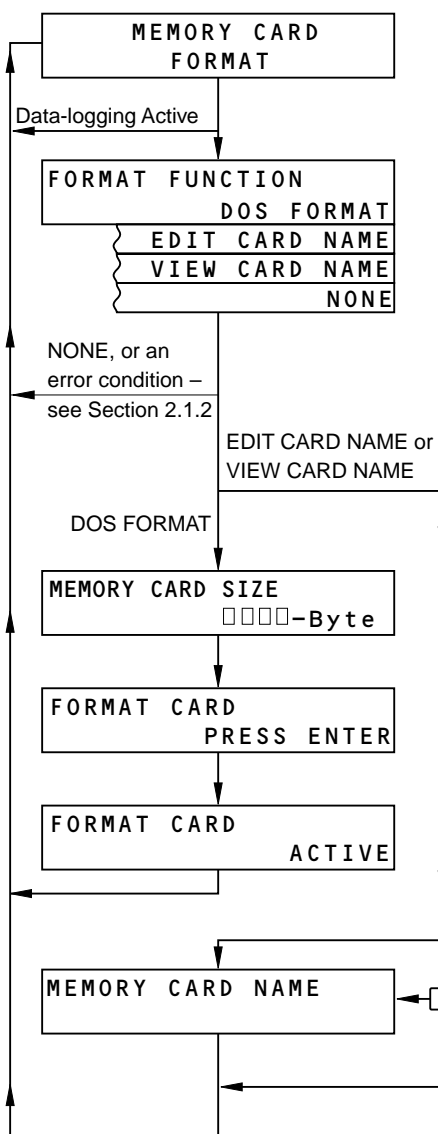 MEMORY CARD
FORMAT
Data-logging Active
FORMAT FUNCTION
DOS FORMAT
EDIT CARD NAME
VIEW CARD NAME
NONE
NONE, or an
error condition –
see Section 2.1.2
EDIT CARD NAME or
VIEW CARD NAME
DOS FORMAT
MEMORY CARD SIZE
□□□□–Byte
FORMAT CARD
PRESS ENTER
FORMAT CARD
ACTIVE
MEMORY CARD NAME